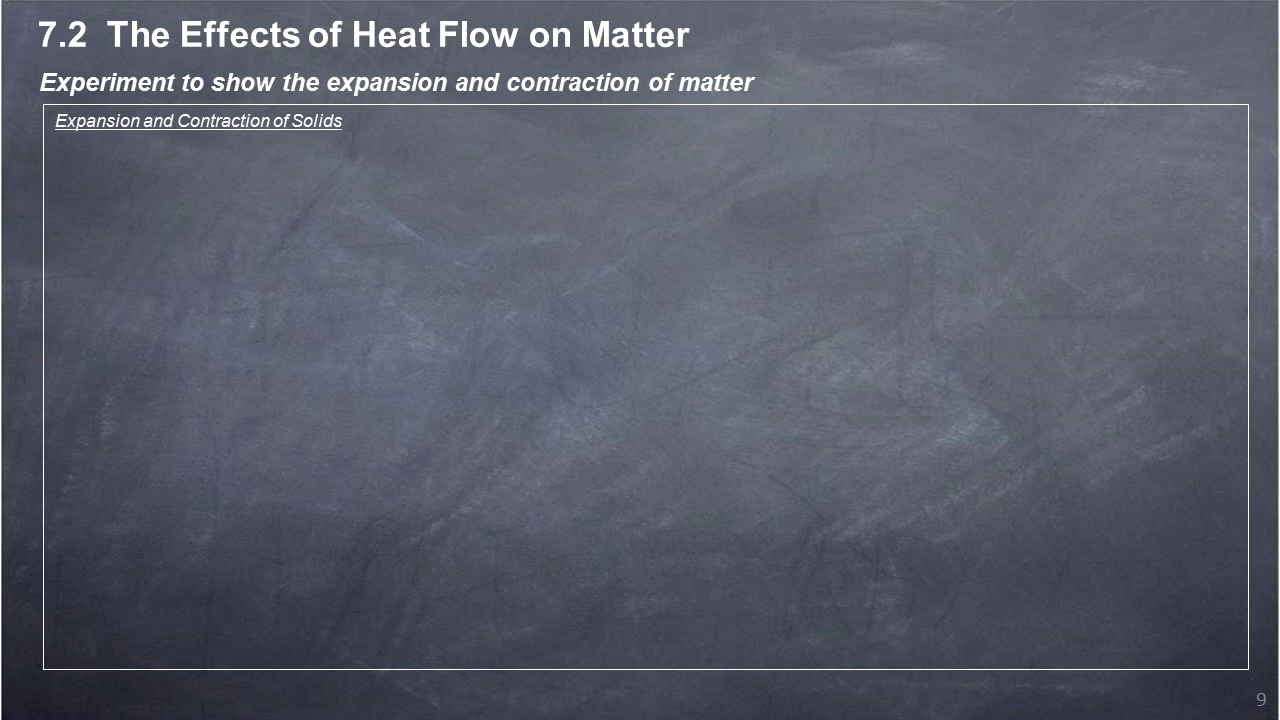 7.2 The Effects of Heat Flow on Matter
Experiment to show the expansion and contraction of matter
Expansion and Contraction of Solids
9